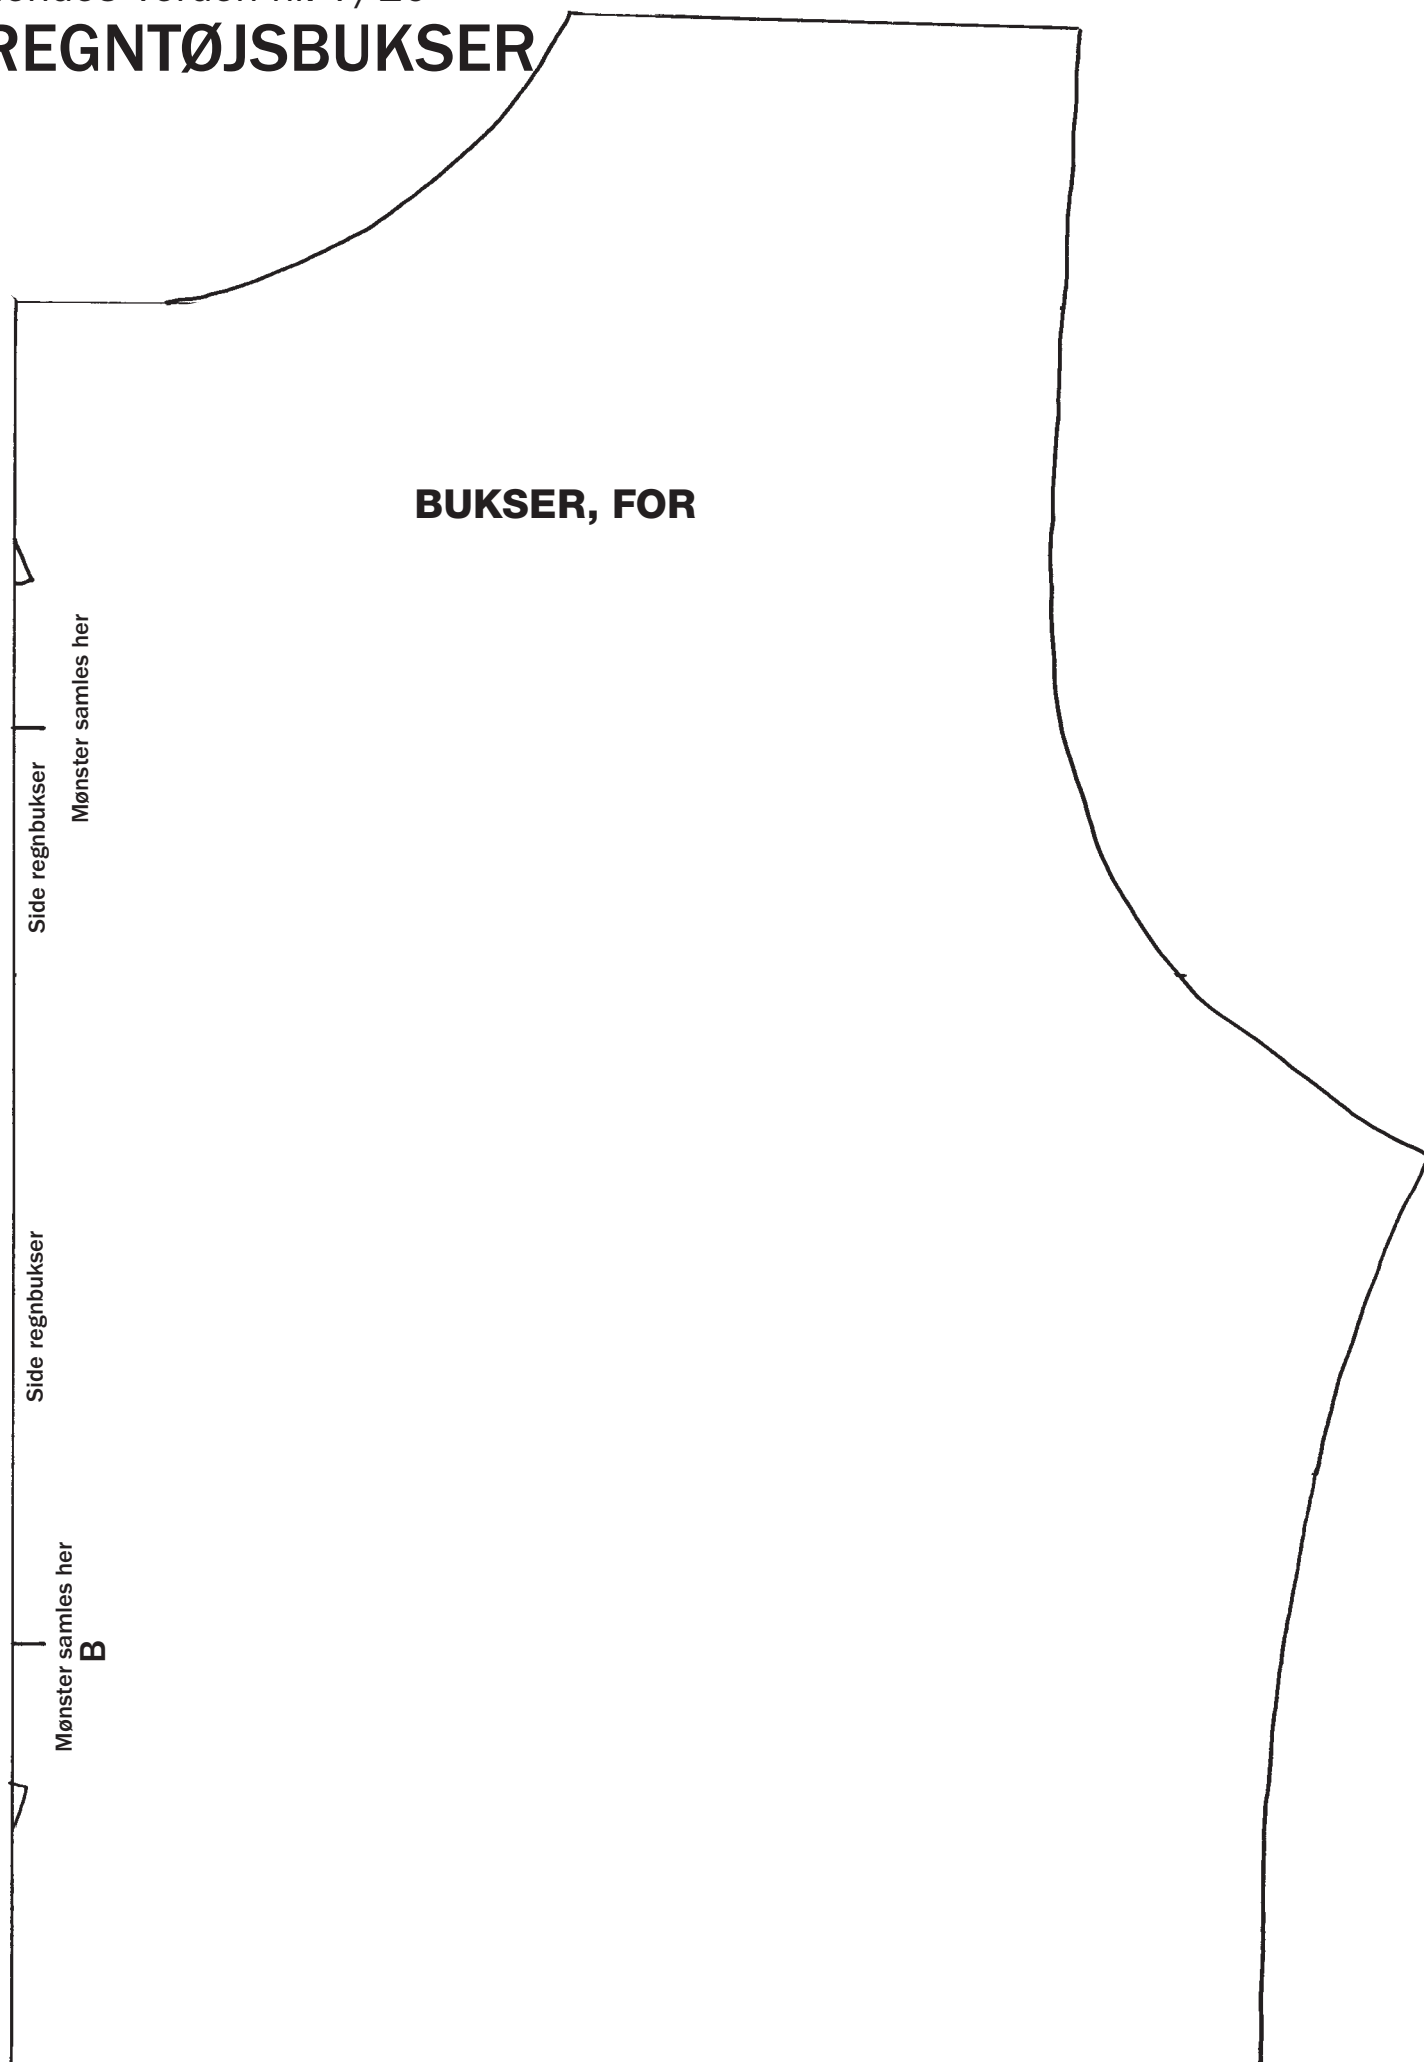 REGNTØJSBUKSER
BUKSER, FOR
Mønster samles her
Side regnbukser
Side regnbukser
Mønster samles her
B